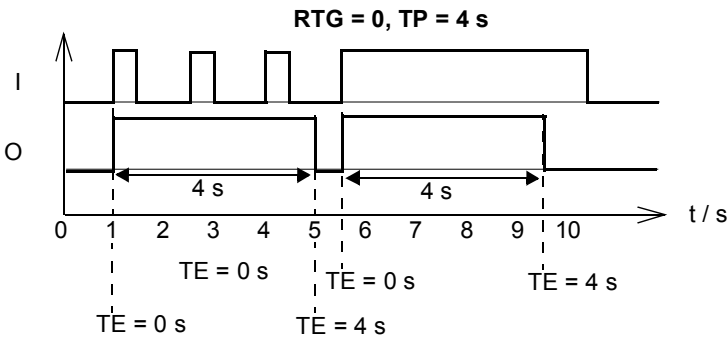 RTG = 0, TP = 4 s
I
O
4 s 4 s
t / s
0 1 2 3 4 5 6 7 8 9 10
TE = 0 s TE = 0 s TE = 4 s
TE = 0 s TE = 4 s